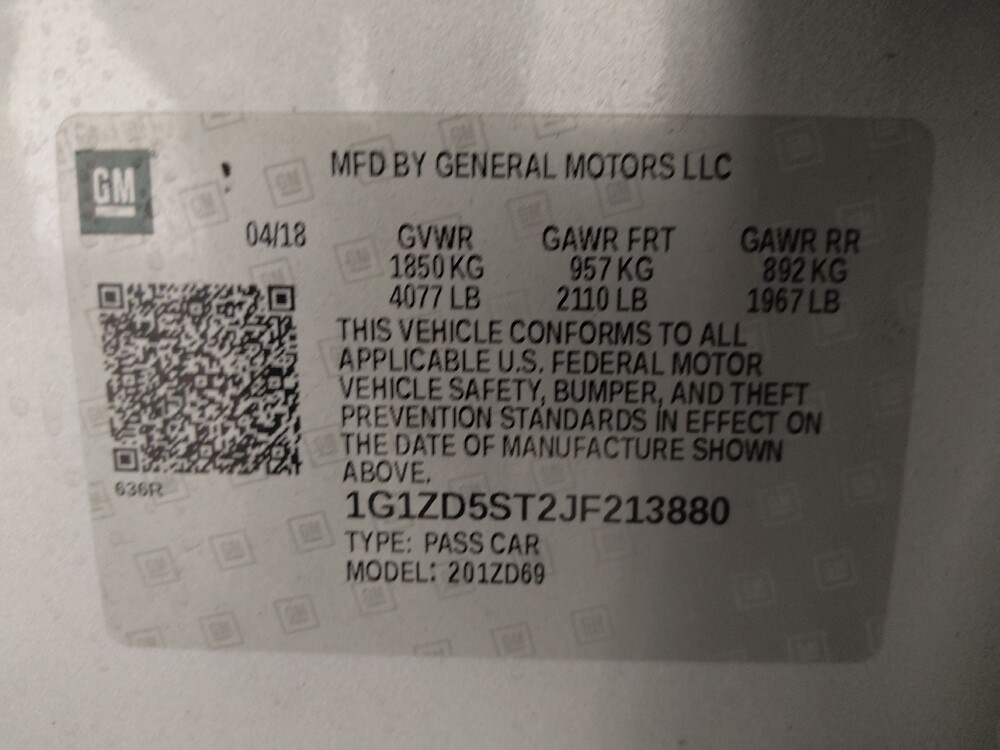 GM
MFD BY GENERAL MOTORS LLC
04/18 GVWR GAWR FRT GAWR RR
1850 KG 957 KG 892 KG
4077 LB 2110 LB 1967 LB
THIS VEHICLE CONFORMS TO ALL
APPLICABLE U.S. FEDERAL MOTOR
VEHICLE SAFETY, BUMPER, AND THEFT
PREVENTION STANDARDS IN EFFECT ON
THE DATE OF MANUFACTURE SHOWN
ABOVE.
636R
1G1ZD5ST2JF213880
TYPE: PASS CAR
MODEL: 201ZD69